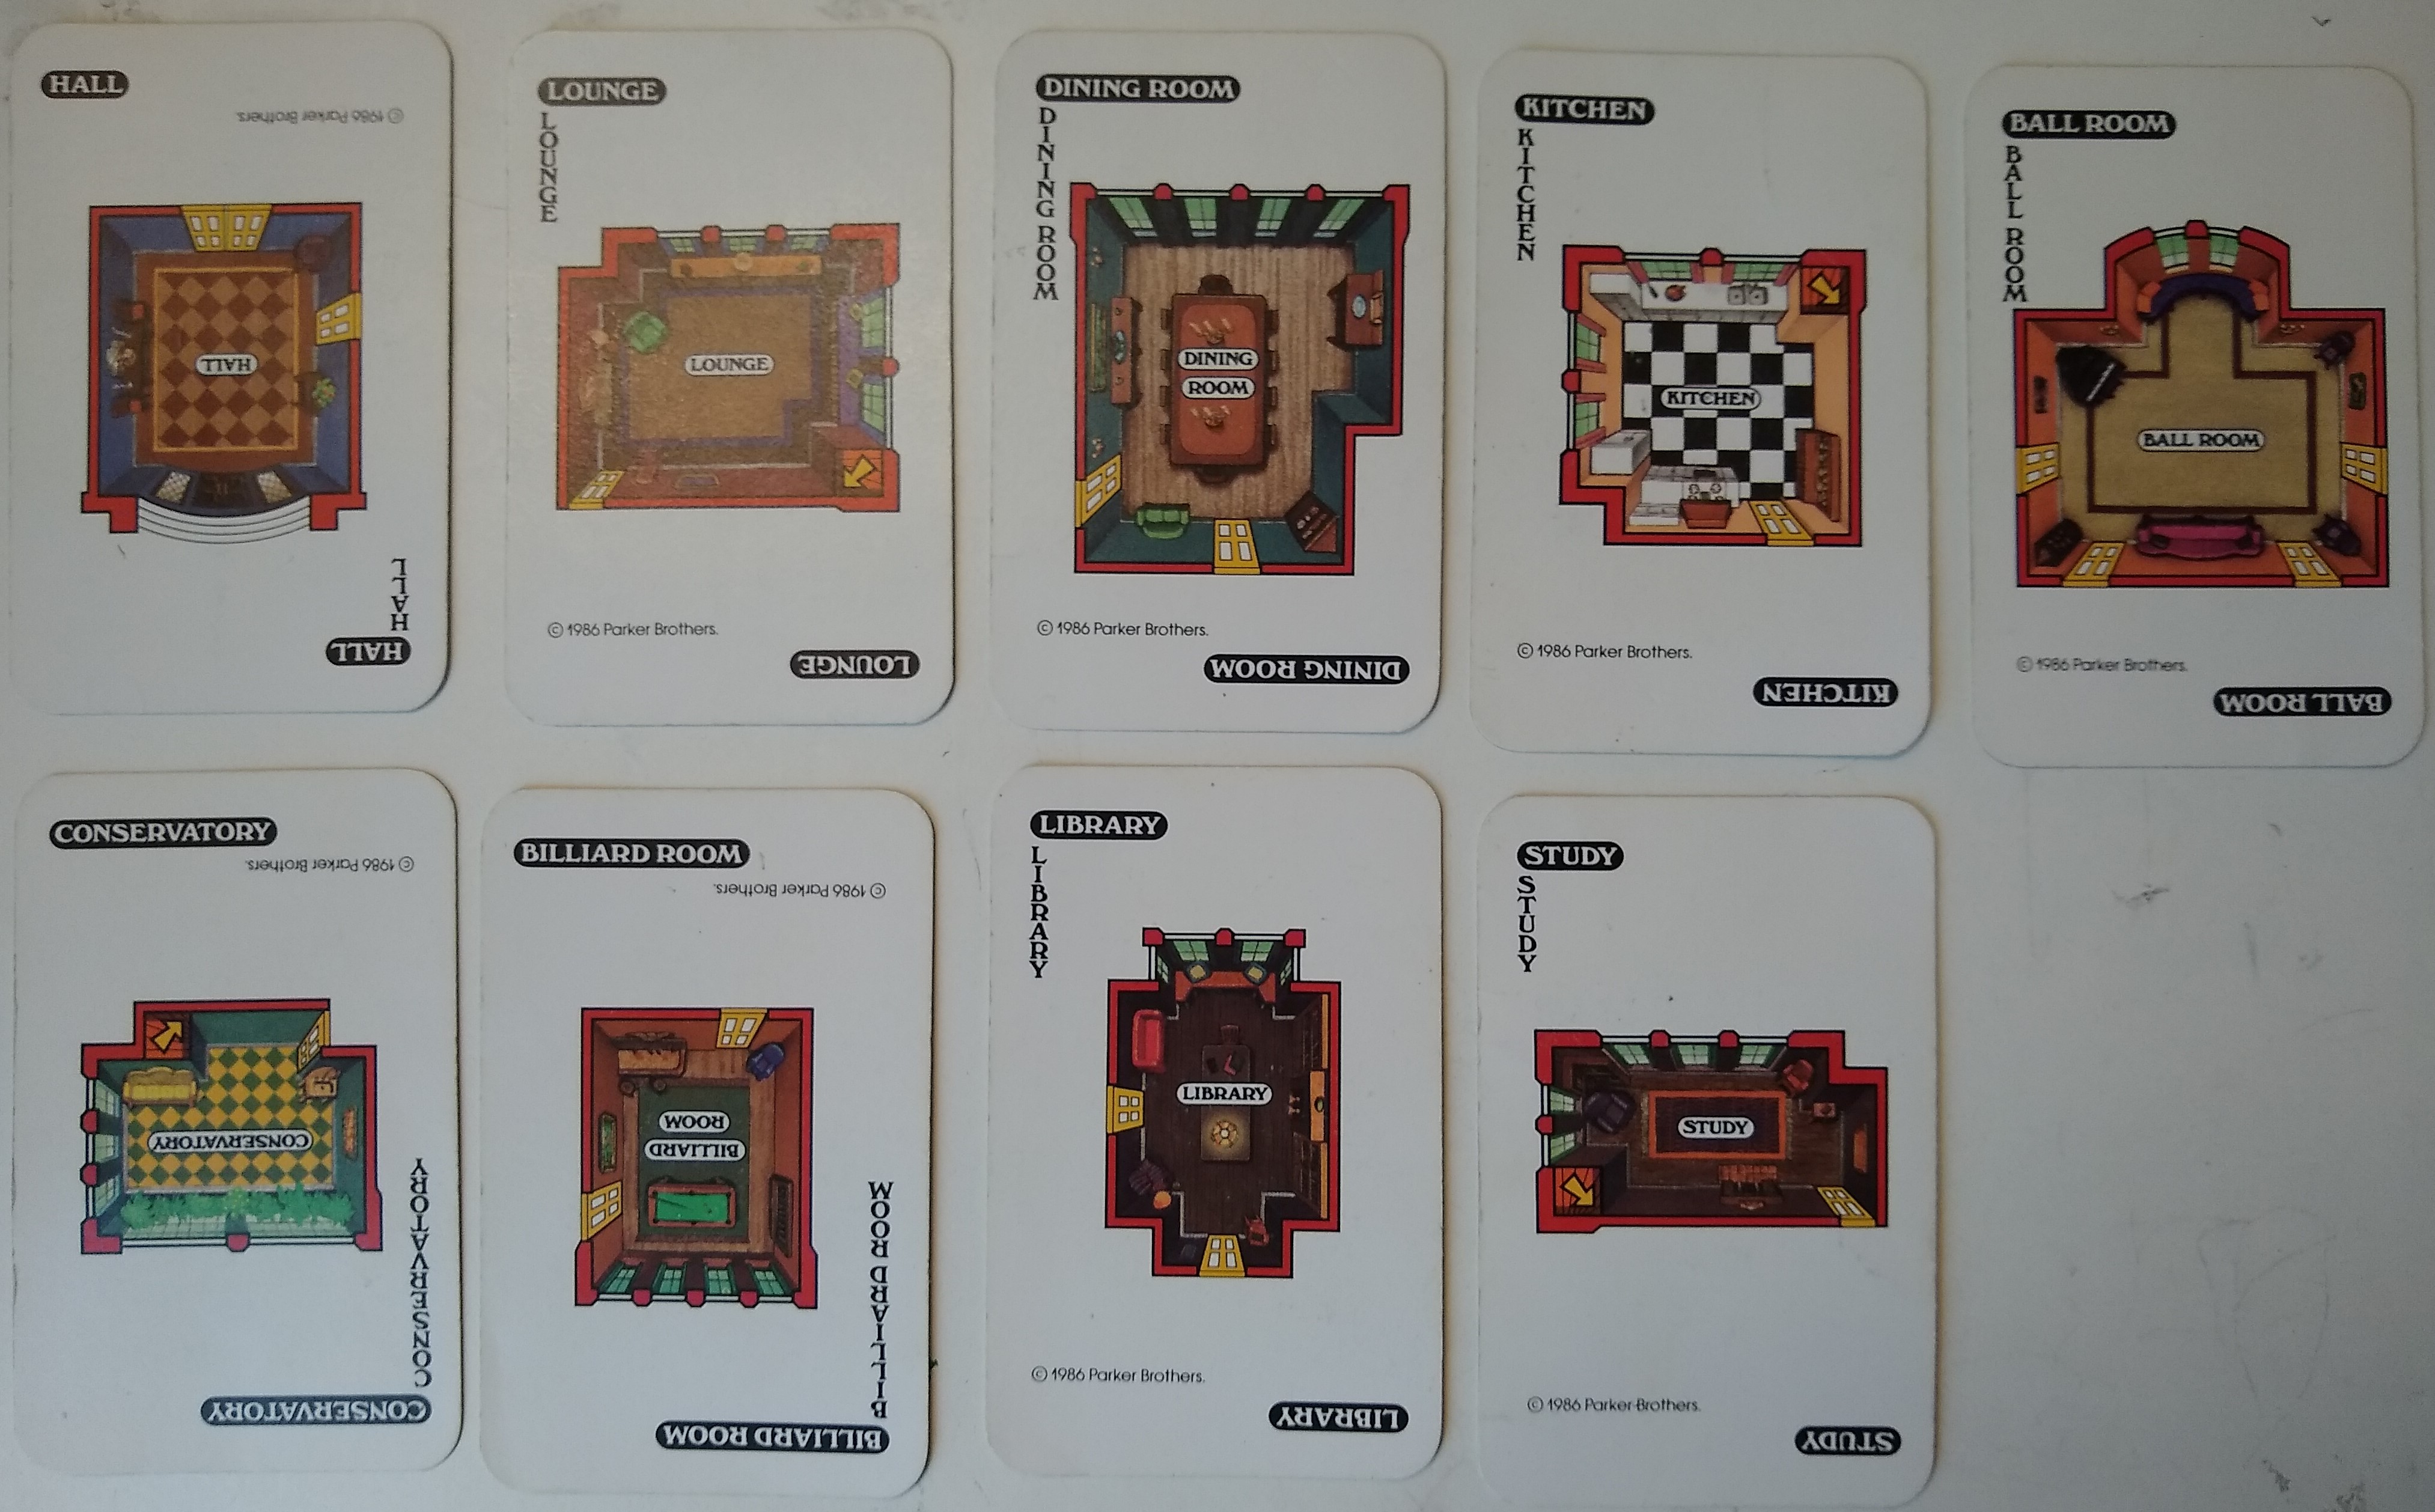 HALL
© 1986 Parker Brothers.
HALL
HALL
HALL
LOUNGE
LOUNGE
LOUNGE
© 1986 Parker Brothers.
LOUNGE
DINING ROOM
DINING ROOM
DINING
ROOM
© 1986 Parker Brothers.
DINING ROOM
KITCHEN
KITCHEN
KITCHEN
© 1986 Parker Brothers.
KITCHEN
BALL ROOM
BALL ROOM
BALL ROOM
© 1986 Parker Brothers.
BALL ROOM
CONSERVATORY
© 1986 Parker Brothers.
CONSERVATORY
CONSERVATORY
CONSERVATORY
BILLIARD ROOM
© 1986 Parker Brothers.
BILLIARD
ROOM
BILLIARD ROOM
BILLIARD ROOM
LIBRARY
LIBRARY
LIBRARY
© 1986 Parker Brothers.
LIBRARY
STUDY
STUDY
STUDY
© 1986 Parker Brothers.
STUDY